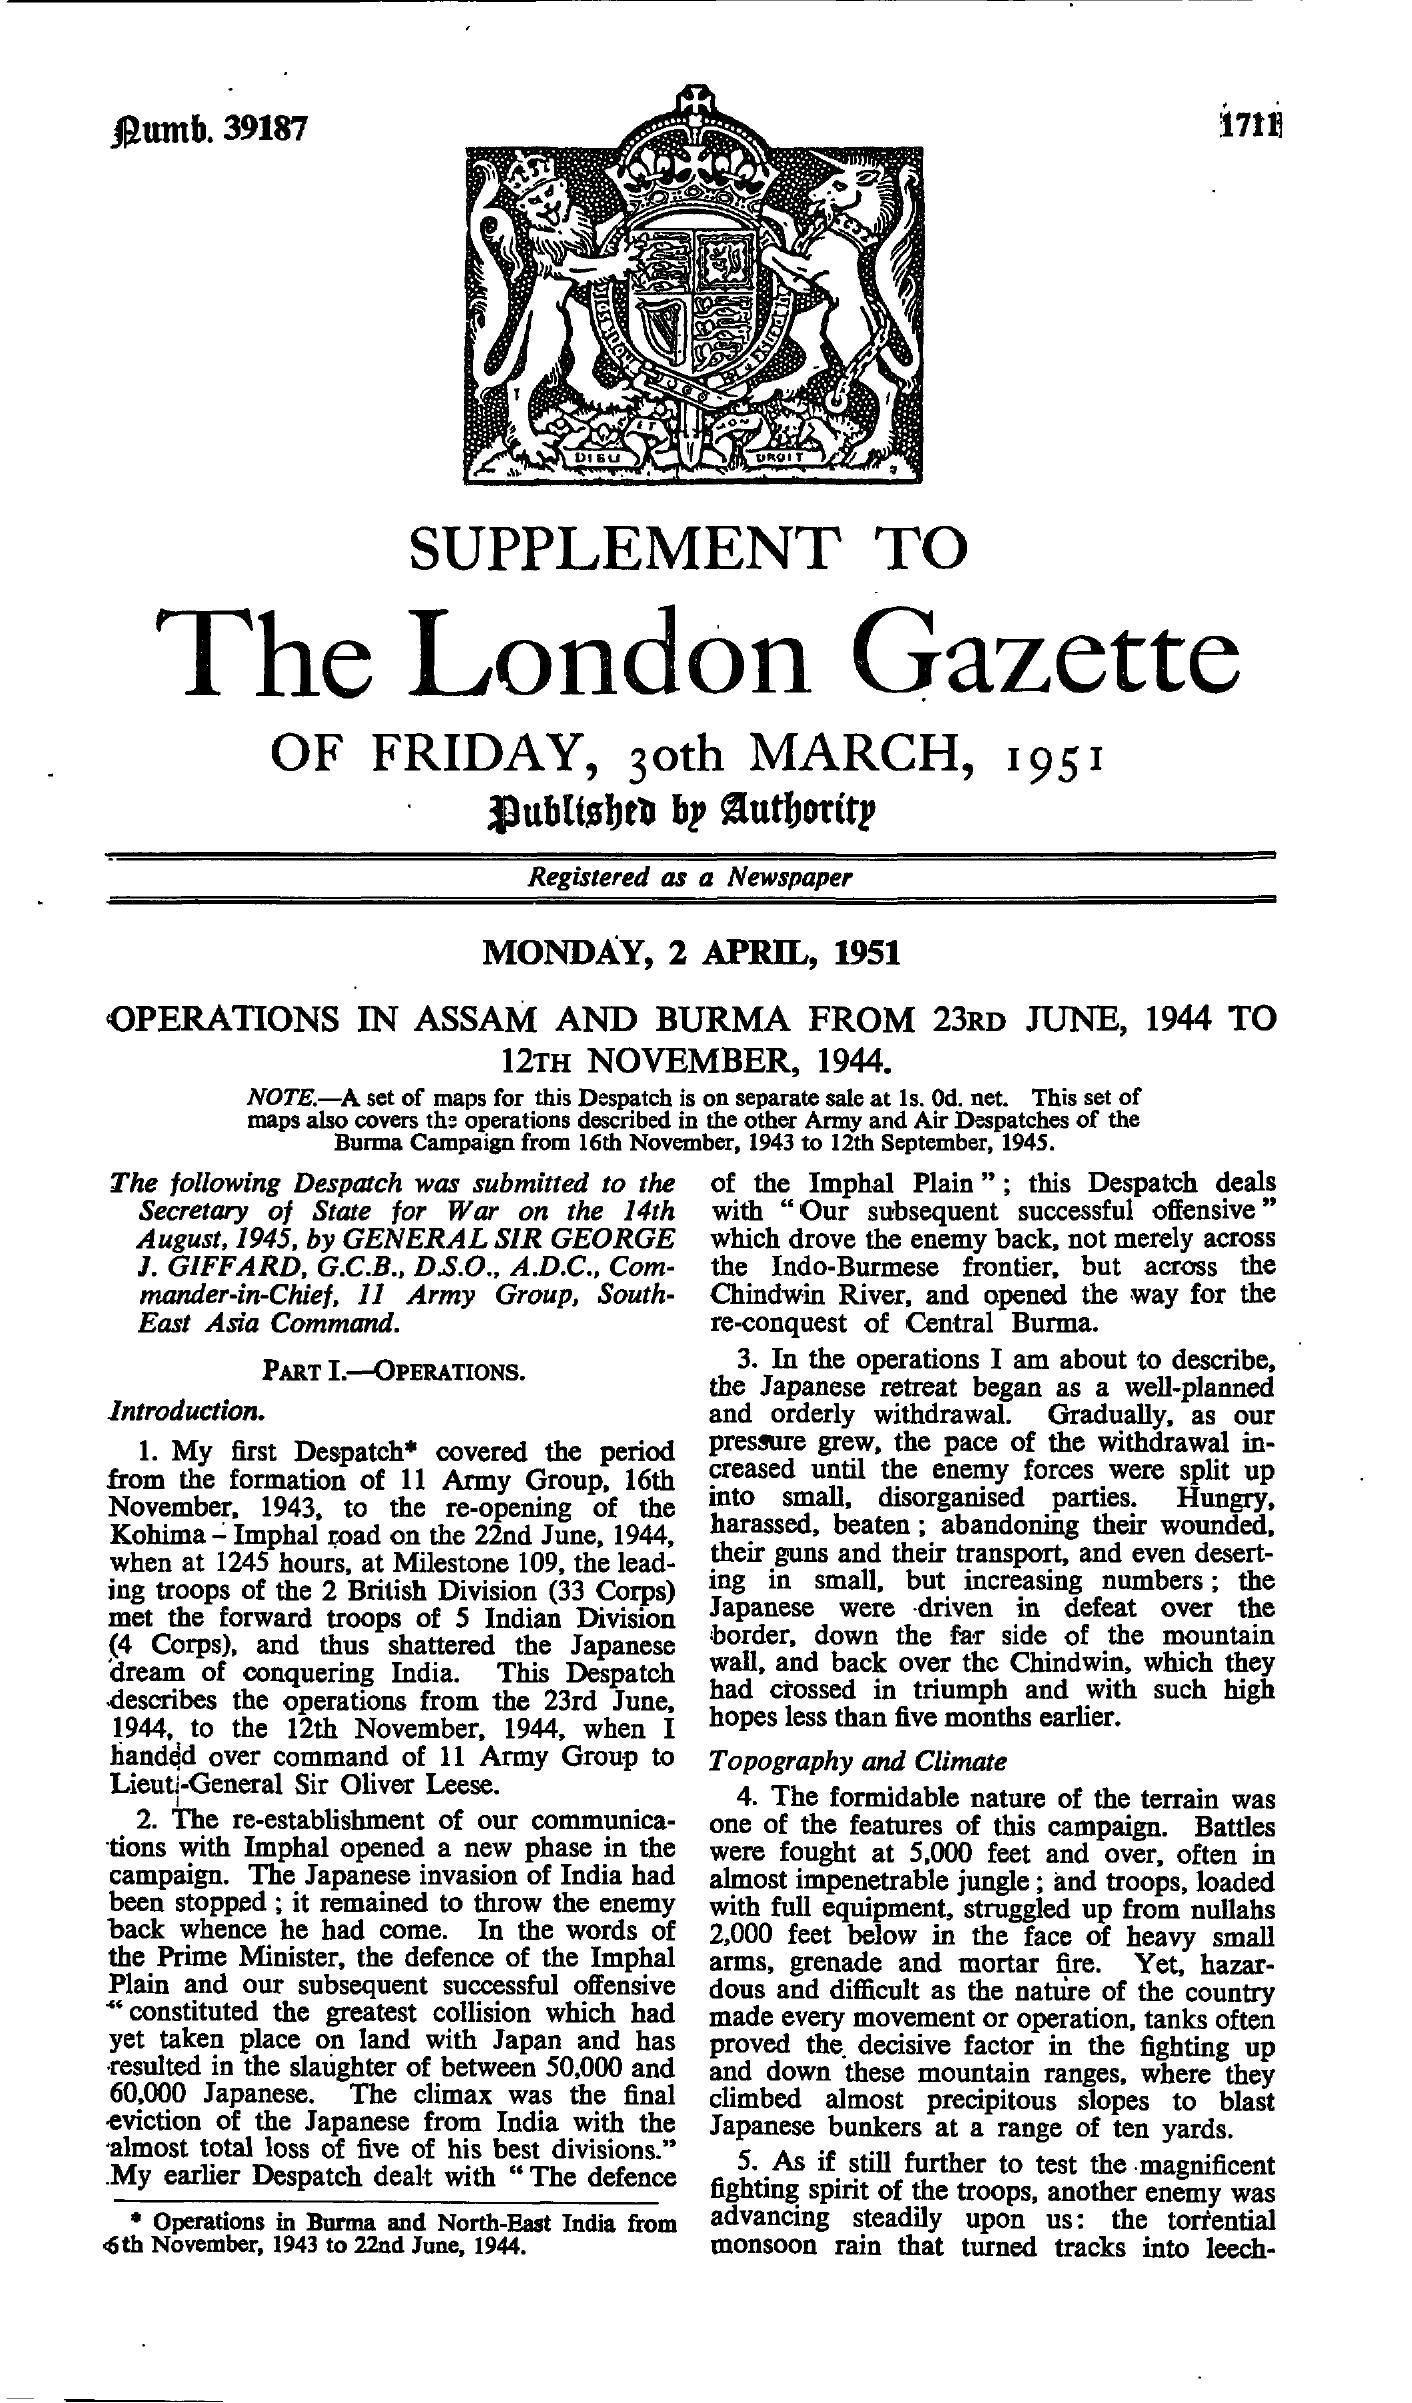 Numb. 39187
1711
DIEU ET MON DROIT
SUPPLEMENT TO
The London Gazette
OF FRIDAY, 30th MARCH, 1951
Published by Authority
Registered as a Newspaper
MONDAY, 2 APRIL, 1951
OPERATIONS IN ASSAM AND BURMA FROM 23RD JUNE, 1944 TO
12TH NOVEMBER, 1944.
NOTE.—A set of maps for this Despatch is on separate sale at 1s. 0d. net. This set of
maps also covers the operations described in the other Army and Air Despatches of the
Burma Campaign from 16th November, 1943 to 12th September, 1945.
The following Despatch was submitted to the
Secretary of State for War on the 14th
August, 1945, by GENERAL SIR GEORGE
J. GIFFARD, G.C.B., D.S.O., A.D.C., Com-
mander-in-Chief, 11 Army Group, South-
East Asia Command.
PART I.—OPERATIONS.
Introduction.
1. My first Despatch* covered the period
from the formation of 11 Army Group, 16th
November, 1943, to the re-opening of the
Kohima – Imphal road on the 22nd June, 1944,
when at 1245 hours, at Milestone 109, the lead-
ing troops of the 2 British Division (33 Corps)
met the forward troops of 5 Indian Division
(4 Corps), and thus shattered the Japanese
dream of conquering India. This Despatch
describes the operations from the 23rd June,
1944, to the 12th November, 1944, when I
handed over command of 11 Army Group to
Lieut.-General Sir Oliver Leese.
2. The re-establishment of our communica-
tions with Imphal opened a new phase in the
campaign. The Japanese invasion of India had
been stopped ; it remained to throw the enemy
back whence he had come. In the words of
the Prime Minister, the defence of the Imphal
Plain and our subsequent successful offensive
“ constituted the greatest collision which had
yet taken place on land with Japan and has
resulted in the slaughter of between 50,000 and
60,000 Japanese. The climax was the final
eviction of the Japanese from India with the
almost total loss of five of his best divisions.”
My earlier Despatch dealt with “ The defence
* Operations in Burma and North-East India from
6th November, 1943 to 22nd June, 1944.
of the Imphal Plain ” ; this Despatch deals
with “ Our subsequent successful offensive ”
which drove the enemy back, not merely across
the Indo-Burmese frontier, but across the
Chindwin River, and opened the way for the
re-conquest of Central Burma.
3. In the operations I am about to describe,
the Japanese retreat began as a well-planned
and orderly withdrawal. Gradually, as our
pressure grew, the pace of the withdrawal in-
creased until the enemy forces were split up
into small, disorganised parties. Hungry,
harassed, beaten ; abandoning their wounded,
their guns and their transport, and even desert-
ing in small, but increasing numbers ; the
Japanese were driven in defeat over the
border, down the far side of the mountain
wall, and back over the Chindwin, which they
had crossed in triumph and with such high
hopes less than five months earlier.
Topography and Climate
4. The formidable nature of the terrain was
one of the features of this campaign. Battles
were fought at 5,000 feet and over, often in
almost impenetrable jungle ; and troops, loaded
with full equipment, struggled up from nullahs
2,000 feet below in the face of heavy small
arms, grenade and mortar fire. Yet, hazar-
dous and difficult as the nature of the country
made every movement or operation, tanks often
proved the decisive factor in the fighting up
and down these mountain ranges, where they
climbed almost precipitous slopes to blast
Japanese bunkers at a range of ten yards.
5. As if still further to test the magnificent
fighting spirit of the troops, another enemy was
advancing steadily upon us: the torrential
monsoon rain that turned tracks into leech-